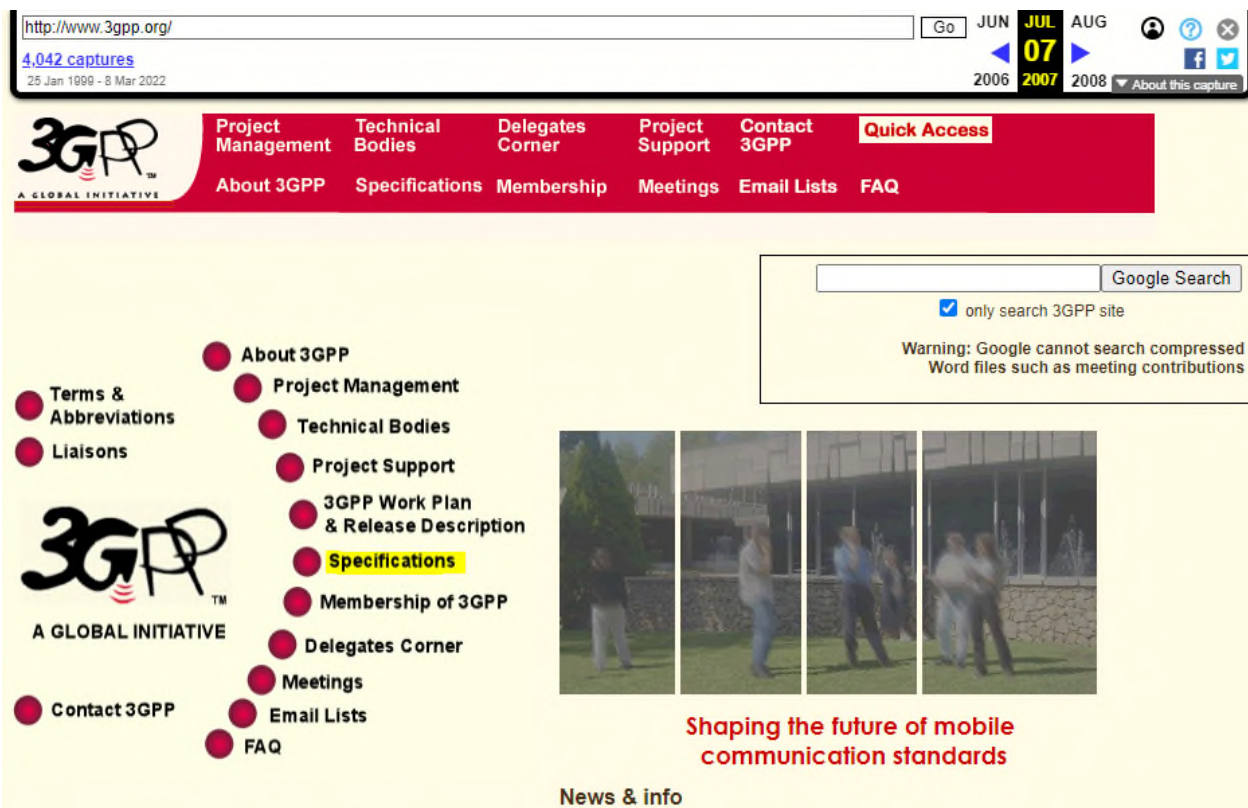 http://www.3gpp.org/
Go
JUN JUL AUG
4,042 captures
07
25 Jan 1999 - 8 Mar 2022
2006 2007 2008
▼ About this capture
3GPP TM
A GLOBAL INITIATIVE
Project Management
Technical Bodies
Delegates Corner
Project Support
Contact 3GPP
Quick Access
About 3GPP
Specifications
Membership
Meetings
Email Lists
FAQ
Google Search
only search 3GPP site
Warning: Google cannot search compressed
Word files such as meeting contributions
Terms &
Abbreviations
Liaisons
3GPP TM
A GLOBAL INITIATIVE
Contact 3GPP
About 3GPP
Project Management
Technical Bodies
Project Support
3GPP Work Plan
& Release Description
Specifications
Membership of 3GPP
Delegates Corner
Meetings
Email Lists
FAQ
Shaping the future of mobile
communication standards
News & info